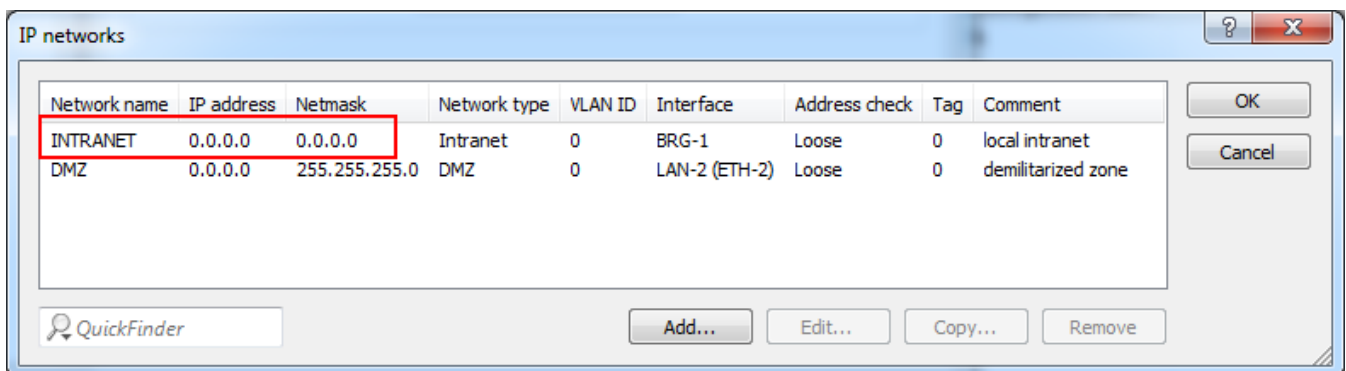 IP networks
Network name IP address Netmask Network type VLAN ID Interface Address check Tag Comment
INTRANET 0.0.0.0 0.0.0.0 Intranet 0 BRG-1 Loose 0 local intranet
DMZ 0.0.0.0 255.255.255.0 DMZ 0 LAN-2 (ETH-2) Loose 0 demilitarized zone
OK
Cancel
QuickFinder
Add... Edit... Copy... Remove